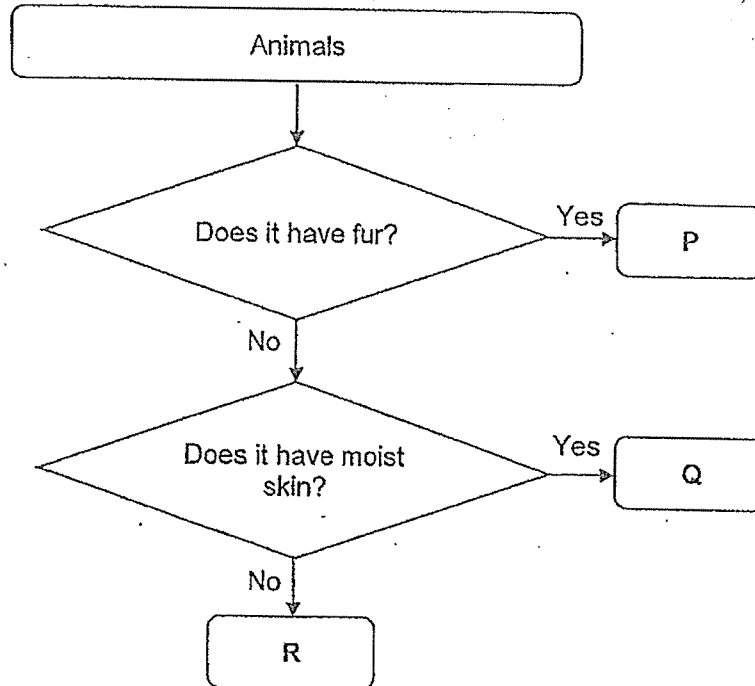 Animals
Does it have fur?
Yes
P
No
Does it have moist
skin?
Yes
Q
No
R